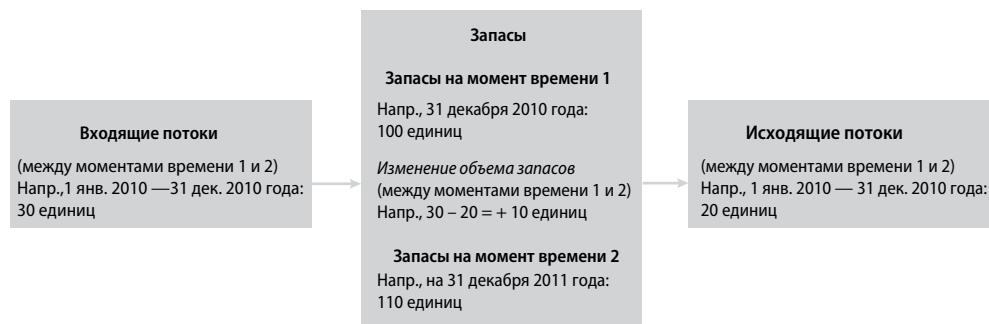 Входящие потоки
(между моментами времени 1 и 2)
Напр.,1 янв. 2010 —31 дек. 2010 года:
30 единиц
Запасы
Запасы на момент времени 1
Напр., 31 декабря 2010 года:
100 единиц
Изменение объема запасов
(между моментами времени 1 и 2)
Напр., 30 – 20 = + 10 единиц
Запасы на момент времени 2
Напр., на 31 декабря 2011 года:
110 единиц
Исходящие потоки
(между моментами времени 1 и 2)
Напр., 1 янв. 2010 — 31 дек. 2010 года:
20 единиц